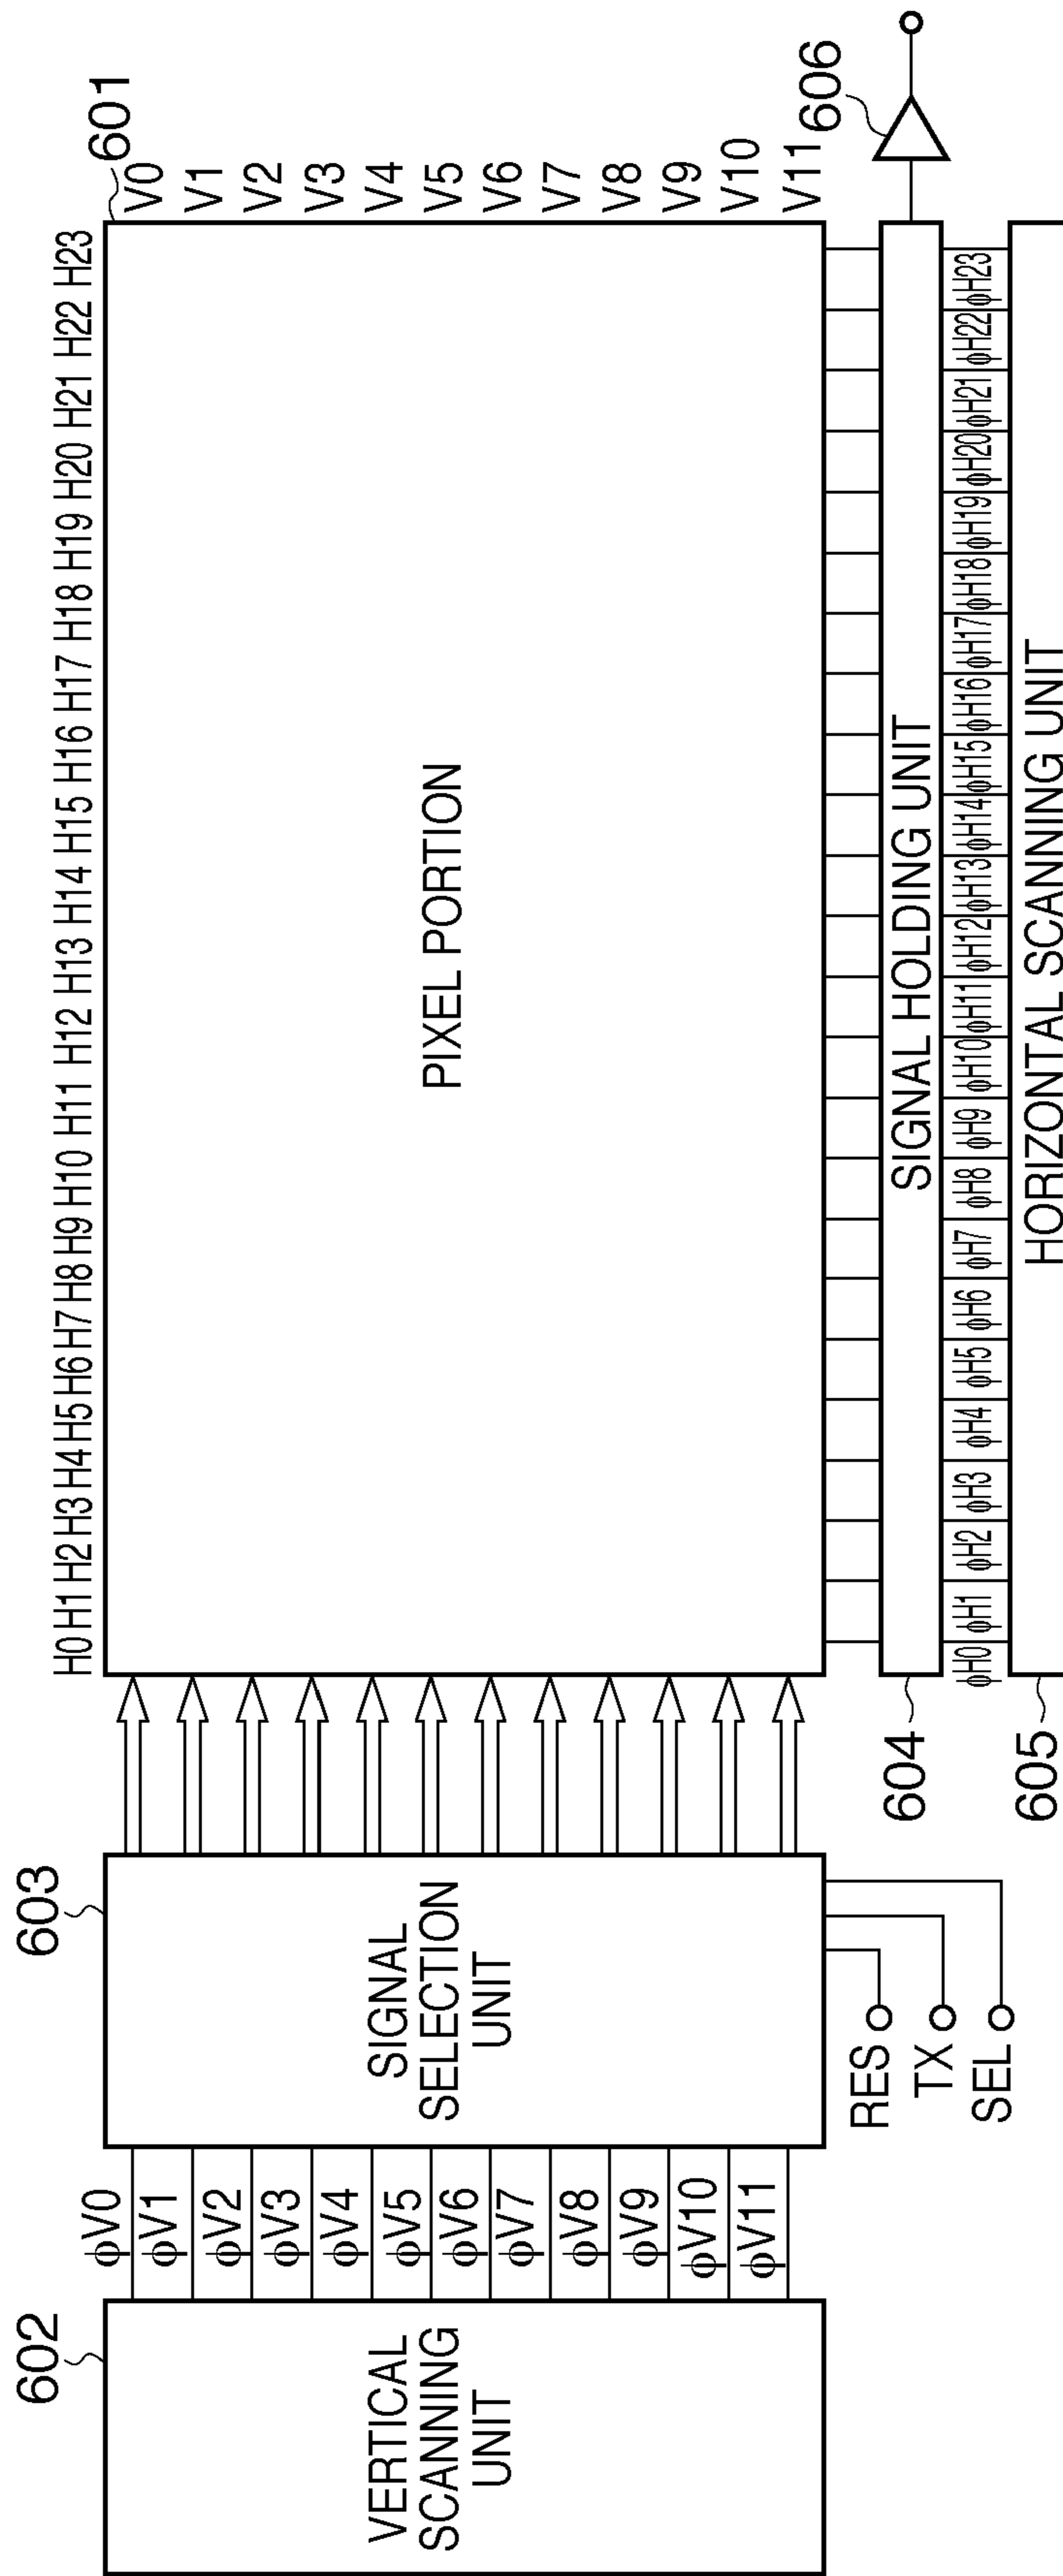 H0 H1 H2 H3 H4 H5 H6 H7 H8 H9 H10 H11 H12 H13 H14 H15 H16 H17 H18 H19 H20 H21 H22 H23
601
602
603
VERTICAL
SCANNING
UNIT
φV0
φV1
φV2
φV3
φV4
φV5
φV6
φV7
φV8
φV9
φV10
φV11
SIGNAL
SELECTION
UNIT
RES
TX
SEL
PIXEL PORTION
V0
V1
V2
V3
V4
V5
V6
V7
V8
V9
V10
V11
606
604
SIGNAL HOLDING UNIT
φH0 φH1 φH2 φH3 φH4 φH5 φH6 φH7 φH8 φH9 φH10 φH11 φH12 φH13 φH14 φH15 φH16 φH17 φH18 φH19 φH20 φH21 φH22 φH23
605
HORIZONTAL SCANNING UNIT